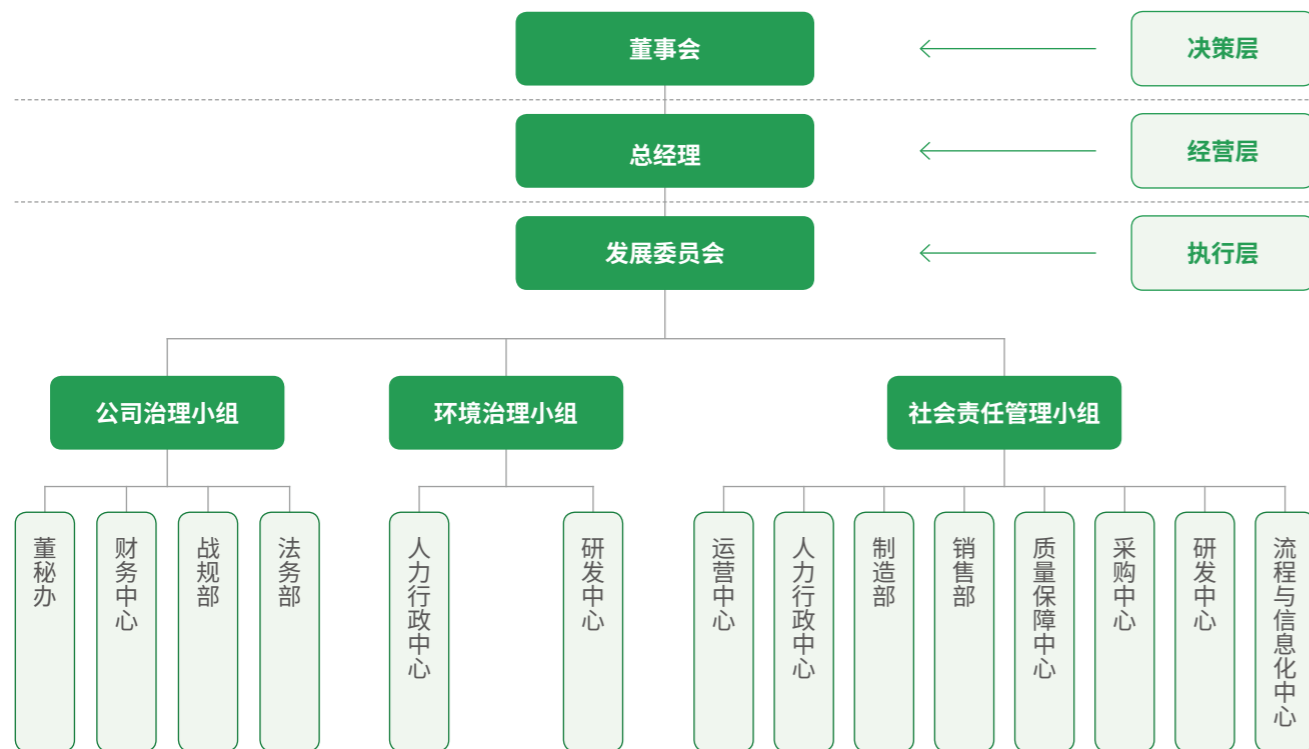 董事会
决策层
总经理
经营层
发展委员会
执行层
公司治理小组
环境治理小组
社会责任管理小组
董秘办
财务中心
战规部
法务部
人力行政中心
研发中心
运营中心
人力行政中心
制造部
销售部
质量保障中心
采购中心
研发中心
流程与信息化中心